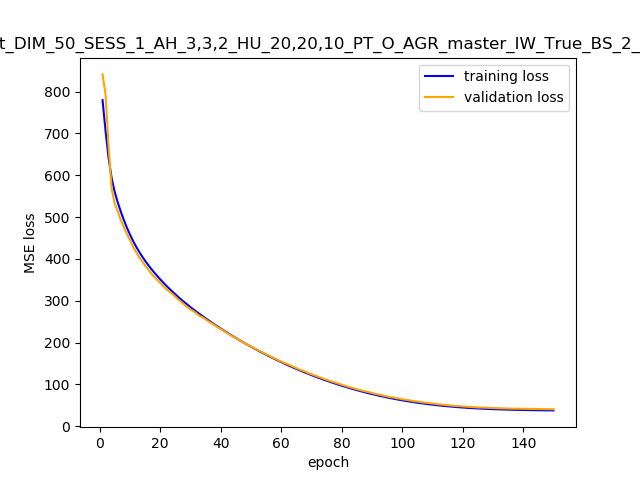 t_DIM_50_SESS_1_AH_3,3,2_HU_20,20,10_PT_O_AGR_master_IW_True_BS_2_
training loss
validation loss
800
700
600
500
400
300
200
100
0
MSE loss
0 20 40 60 80 100 120 140
epoch